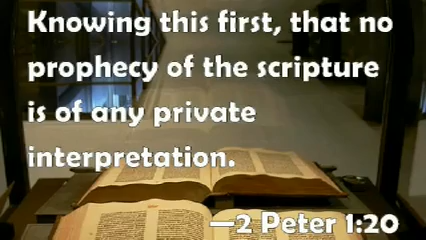 Knowing this first, that no
prophecy of the scripture
is of any private
interpretation.
—2 Peter 1:20